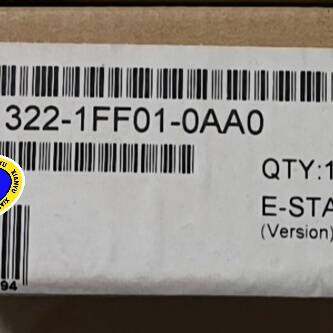 322-1FF01-0AA0
QTY:1
E-STA
(Version)
94